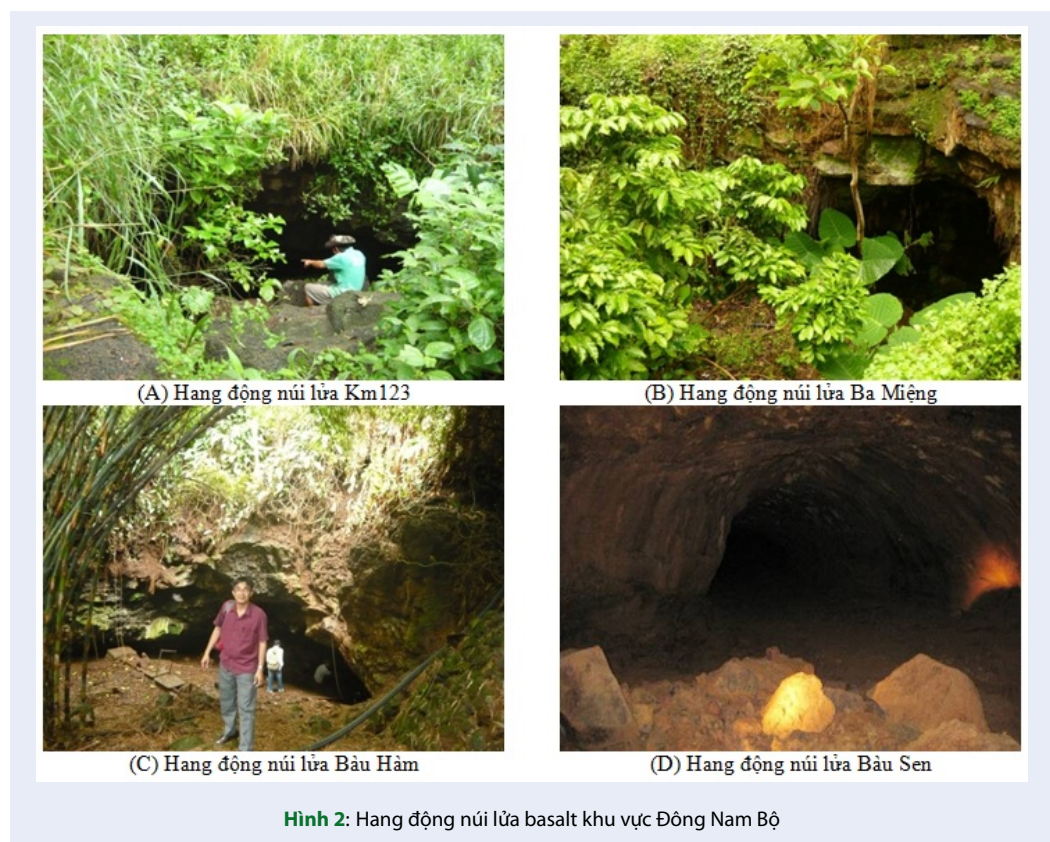 (A) Hang động núi lửa Km123
(B) Hang động núi lửa Ba Miệng
(C) Hang động núi lửa Bàu Hàm
(D) Hang động núi lửa Bàu Sen
Hình 2: Hang động núi lửa basalt khu vực Đông Nam Bộ